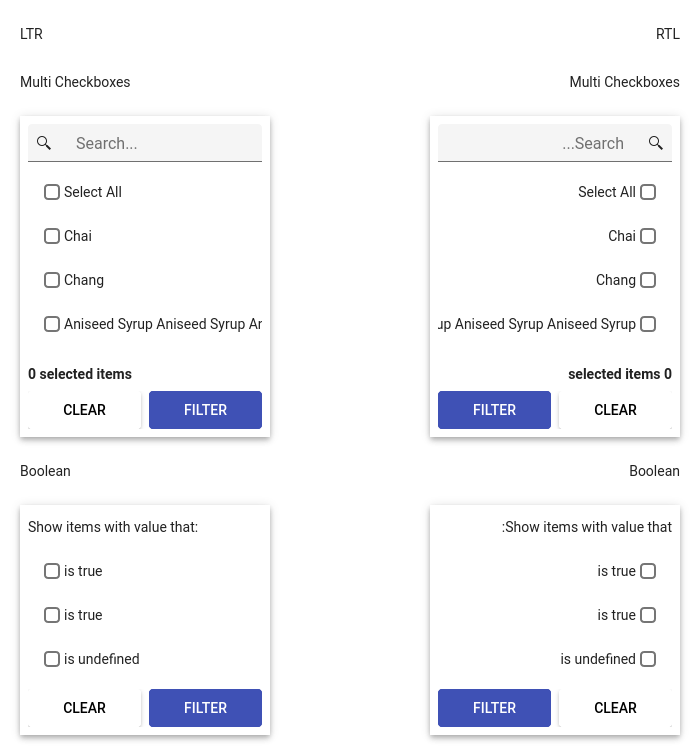 LTR
Multi Checkboxes
Search...
Select All
Chai
Chang
Aniseed Syrup Aniseed Syrup
0 selected items
CLEAR FILTER
Boolean
Show items with value that:
is true
is true
is undefined
CLEAR FILTER
RTL
Multi Checkboxes
...Search
Select All
Chai
Chang
Aniseed Syrup Aniseed Syrup
selected items 0
FILTER CLEAR
Boolean
:Show items with value that
is true
is true
is undefined
FILTER CLEAR